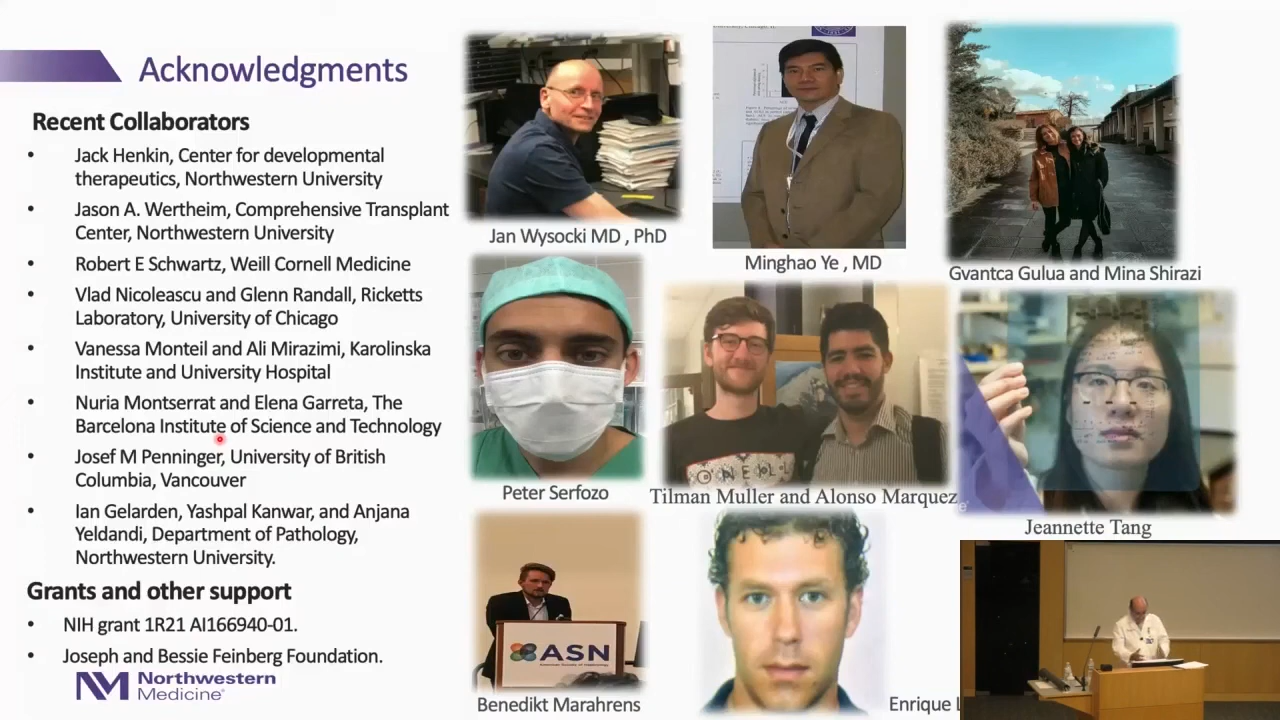 Acknowledgments
Recent Collaborators
• Jack Henkin, Center for developmental
therapeutics, Northwestern University
• Jason A. Wertheim, Comprehensive Transplant
Center, Northwestern University
• Robert E Schwartz, Weill Cornell Medicine
• Vlad Nicoleascu and Glenn Randall, Ricketts
Laboratory, University of Chicago
• Vanessa Monteil and Ali Mirazimi, Karolinska
Institute and University Hospital
• Nuria Montserrat and Elena Garreta, The
Barcelona Institute of Science and Technology
• Josef M Penninger, University of British
Columbia, Vancouver
• Ian Gelarden, Yashpal Kanwar, and Anjana
Yeldandi, Department of Pathology,
Northwestern University.
Grants and other support
• NIH grant 1R21 AI166940-01.
• Joseph and Bessie Feinberg Foundation.
Northwestern
Medicine®
Jan Wysocki MD , PhD
Minghao Ye , MD
Gvantca Gulua and Mina Shirazi
Peter Serfozo
Tilman Muller and Alonso Marquez
Jeannette Tang
ASN
American Society of Nephrology
Benedikt Marahrens
Enrique